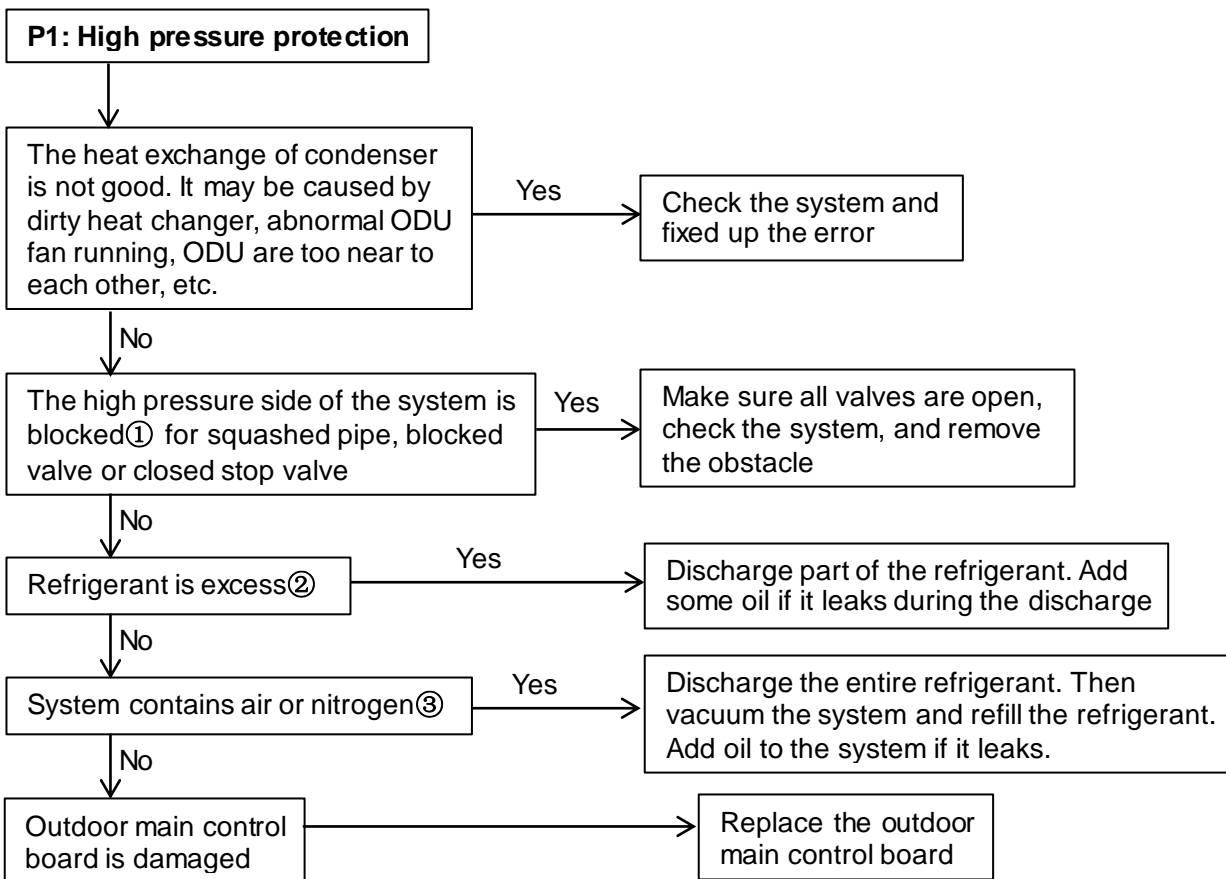 P1: High pressure protection
The heat exchange of condenser
is not good. It may be caused by
dirty heat changer, abnormal ODU
fan running, ODU are too near to
each other, etc.
Yes
Check the system and
fixed up the error
No
The high pressure side of the system is
blocked① for squashed pipe, blocked
valve or closed stop valve
Yes
Make sure all valves are open,
check the system, and remove
the obstacle
No
Refrigerant is excess②
Yes
Discharge part of the refrigerant. Add
some oil if it leaks during the discharge
No
System contains air or nitrogen③
Yes
Discharge the entire refrigerant. Then
vacuum the system and refill the refrigerant.
Add oil to the system if it leaks.
No
Outdoor main control
board is damaged
Replace the outdoor
main control board